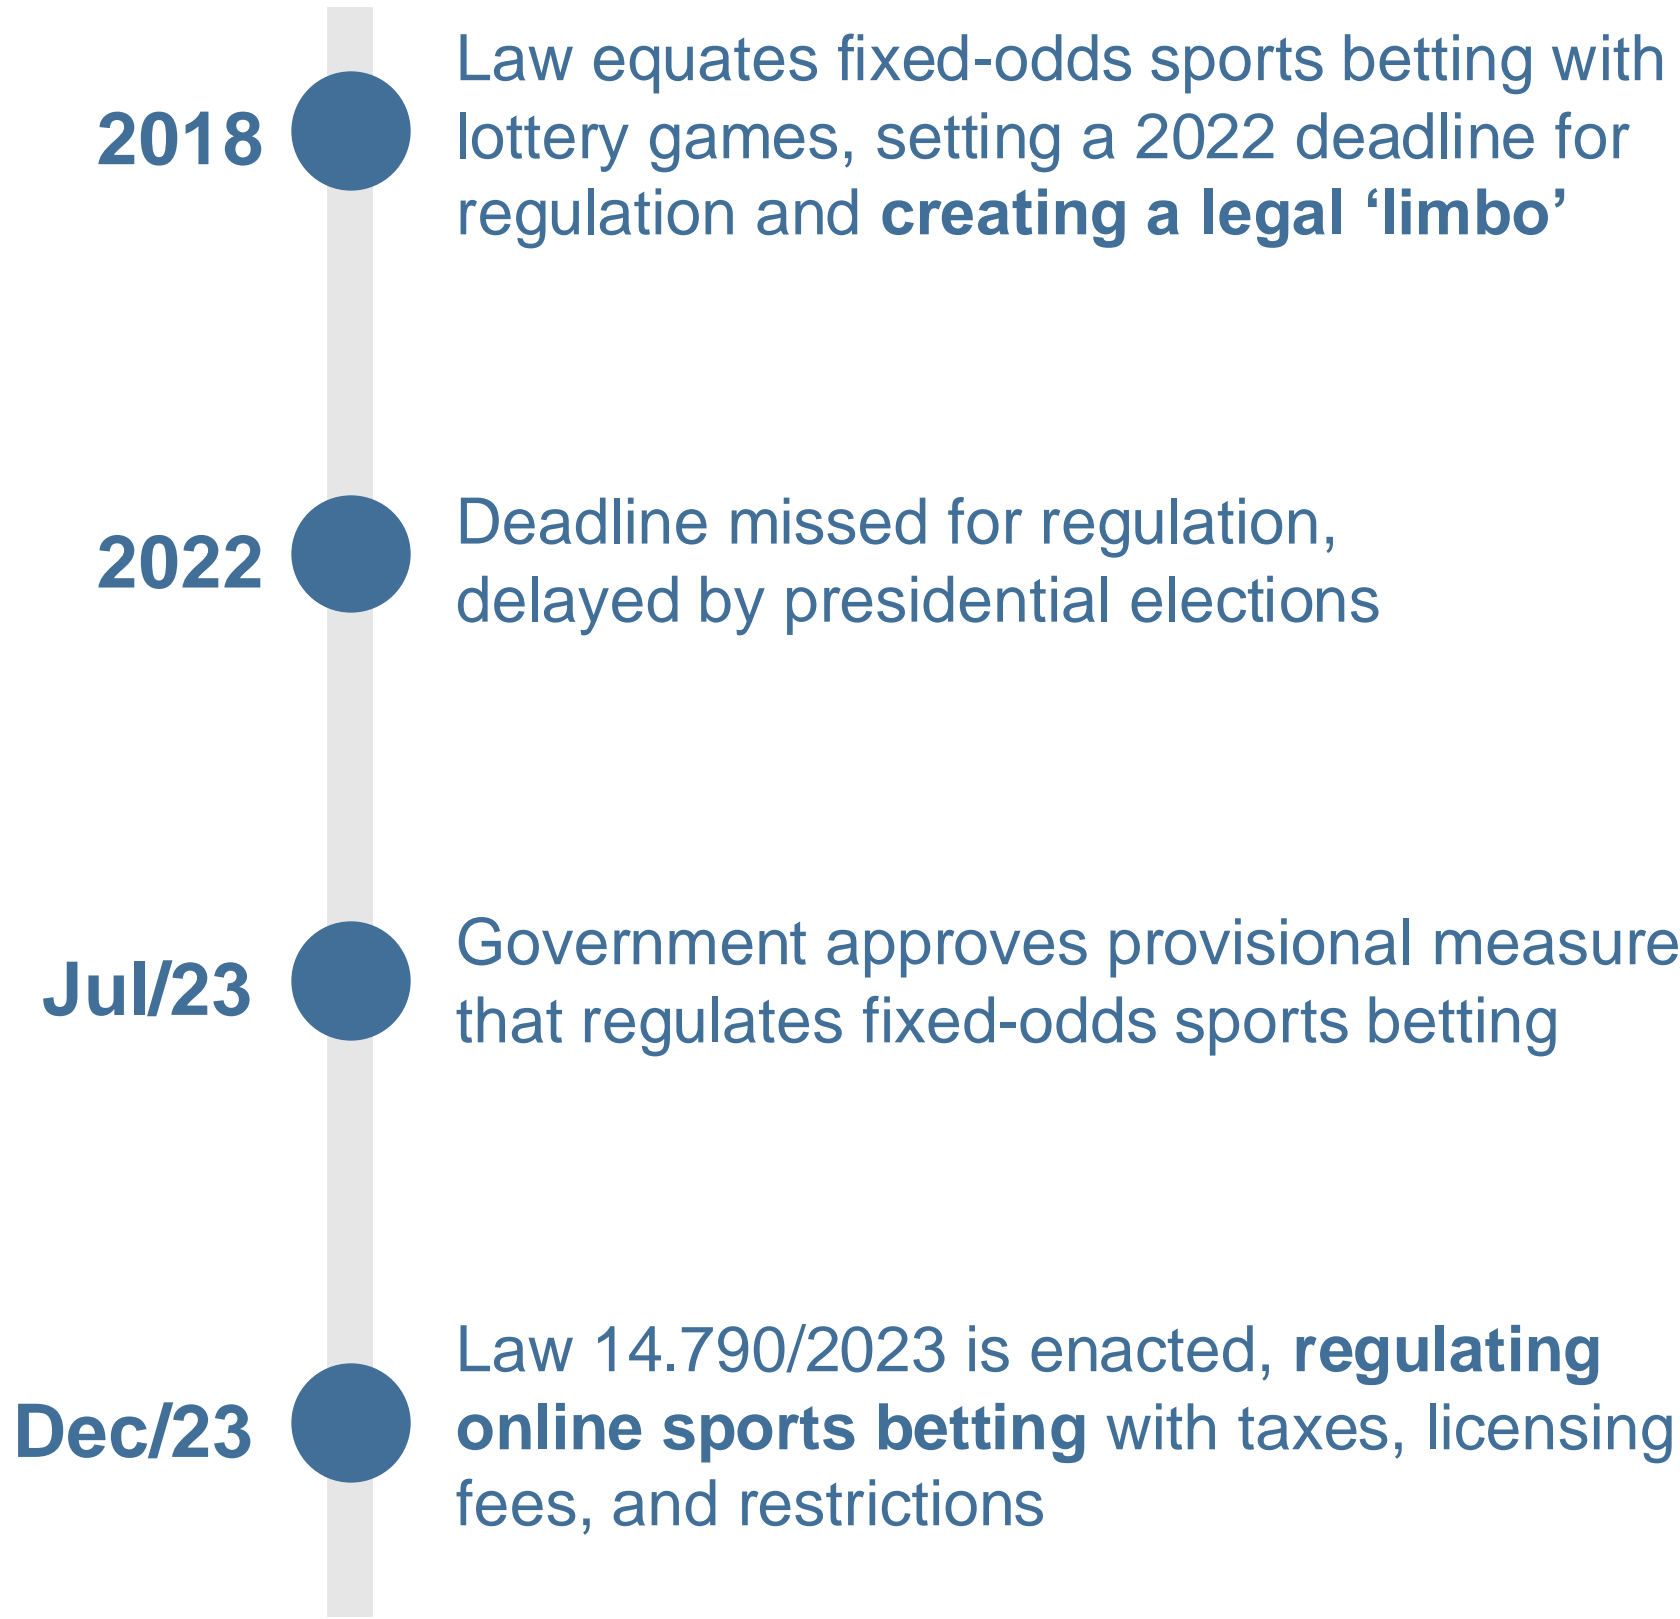 2018
Law equates fixed-odds sports betting with
lottery games, setting a 2022 deadline for
regulation and creating a legal ‘limbo’
2022
Deadline missed for regulation,
delayed by presidential elections
Jul/23
Government approves provisional measure
that regulates fixed-odds sports betting
Dec/23
Law 14.790/2023 is enacted, regulating
online sports betting with taxes, licensing
fees, and restrictions